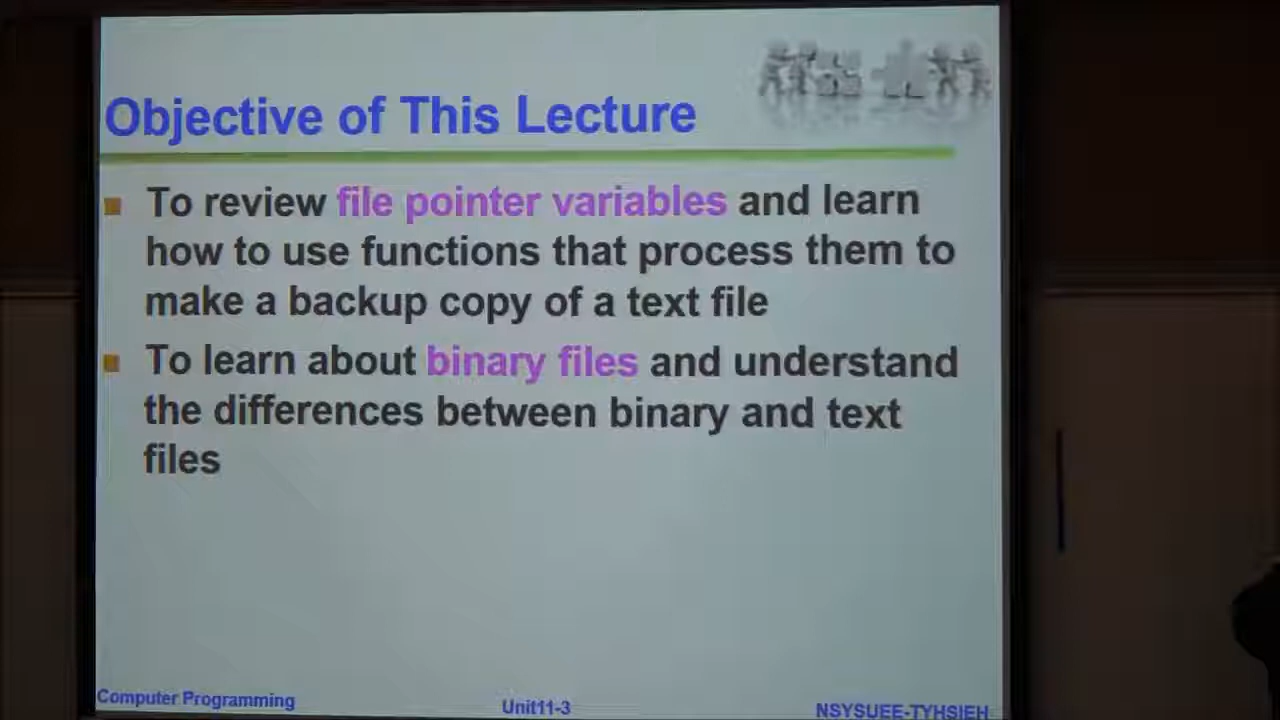 Objective of This Lecture
To review file pointer variables and learn
how to use functions that process them to
make a backup copy of a text file
To learn about binary files and understand
the differences between binary and text
files
Computer Programming
Unit11-3
NSYSUEE-TYHSIEH